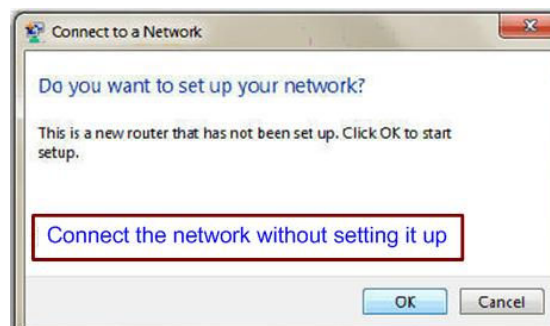 Connect to a Network
Do you want to set up your network?
This is a new router that has not been set up. Click OK to start
setup.
Connect the network without setting it up
OK Cancel